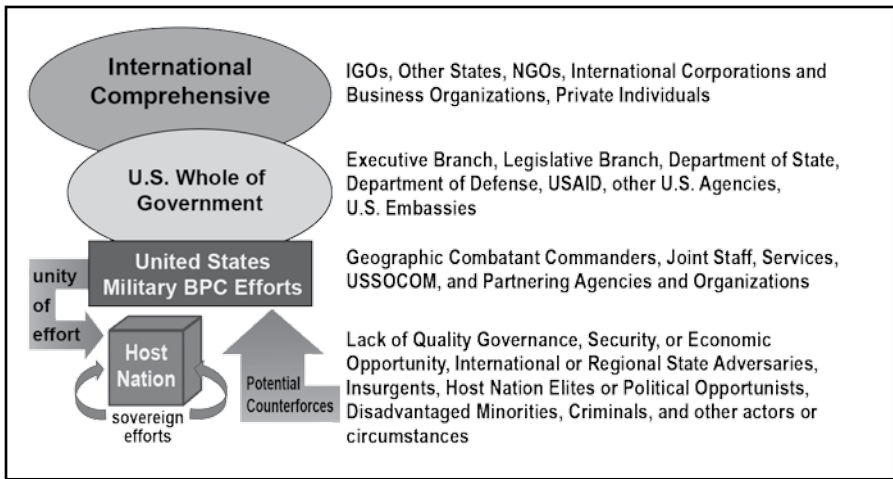 International
Comprehensive
IGOs, Other States, NGOs, International Corporations and
Business Organizations, Private Individuals
U.S. Whole of
Government
Executive Branch, Legislative Branch, Department of State,
Department of Defense, USAID, other U.S. Agencies,
U.S. Embassies
United States
Military BPC Efforts
Geographic Combatant Commanders, Joint Staff, Services,
USSOCOM, and Partnering Agencies and Organizations
unity
of
effort
Host
Nation
sovereign
efforts
Potential
Counterforces
Lack of Quality Governance, Security, or Economic
Opportunity, International or Regional State Adversaries,
Insurgents, Host Nation Elites or Political Opportunists,
Disadvantaged Minorities, Criminals, and other actors or
circumstances